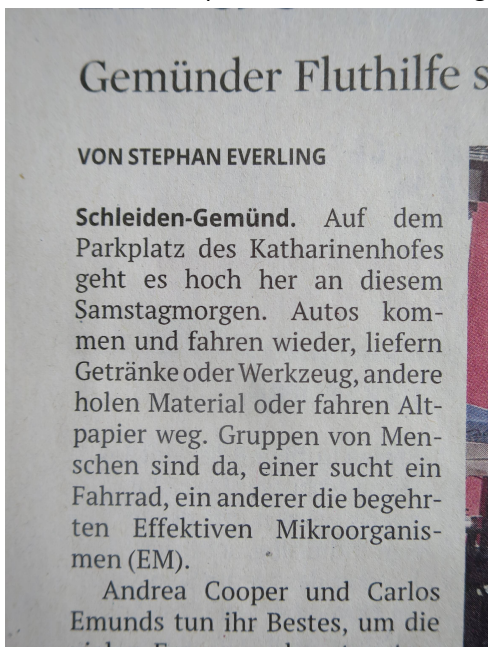 Gemünder Fluthilfe s
VON STEPHAN EVERLING
Schleiden-Gemünd. Auf dem
Parkplatz des Katharinenhofes
geht es hoch her an diesem
Samstagmorgen. Autos kom-
men und fahren wieder, liefern
Getränke oder Werkzeug, andere
holen Material oder fahren Alt-
papier weg. Gruppen von Men-
schen sind da, einer sucht ein
Fahrrad, ein anderer die begehr-
ten Effektiven Mikroorganis-
men (EM).
Andrea Cooper und Carlos
Emunds tun ihr Bestes, um die